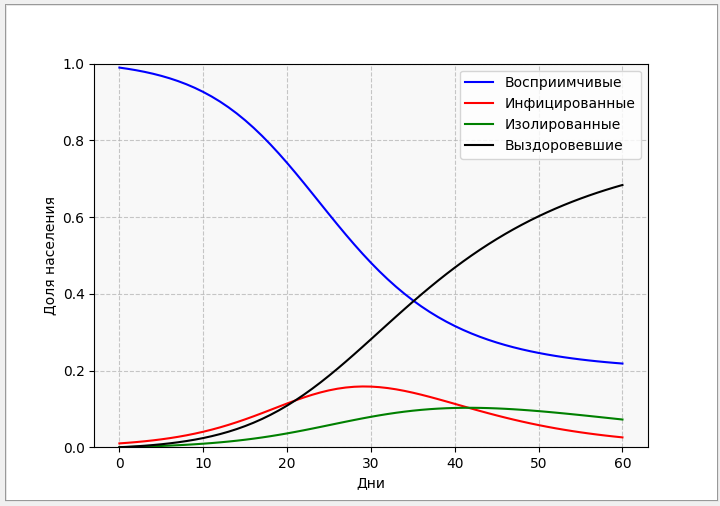 1.0
0.8
0.6
0.4
0.2
0.0
Доля населения
Восприимчивые
Инфицированные
Изолированные
Выздоровевшие
0 10 20 30 40 50 60
Дни